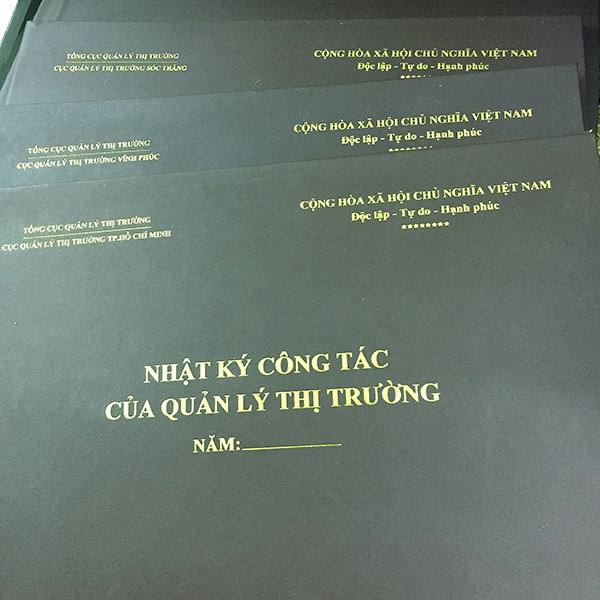 TỔNG CỤC QUẢN LÝ THỊ TRƯỜNG
CỤC QUẢN LÝ THỊ TRƯỜNG SÓC TRĂNG
CỘNG HÒA XÃ HỘI CHỦ NGHĨA VIỆT NAM
Độc lập - Tự do - Hạnh phúc
TỔNG CỤC QUẢN LÝ THỊ TRƯỜNG
CỤC QUẢN LÝ THỊ TRƯỜNG VĨNH PHÚC
CỘNG HÒA XÃ HỘI CHỦ NGHĨA VIỆT NAM
Độc lập - Tự do - Hạnh phúc
********
TỔNG CỤC QUẢN LÝ THỊ TRƯỜNG
CỤC QUẢN LÝ THỊ TRƯỜNG TP.HỒ CHÍ MINH
CỘNG HÒA XÃ HỘI CHỦ NGHĨA VIỆT NAM
Độc lập - Tự do - Hạnh phúc
********
NHẬT KÝ CÔNG TÁC
CỦA QUẢN LÝ THỊ TRƯỜNG
NĂM: